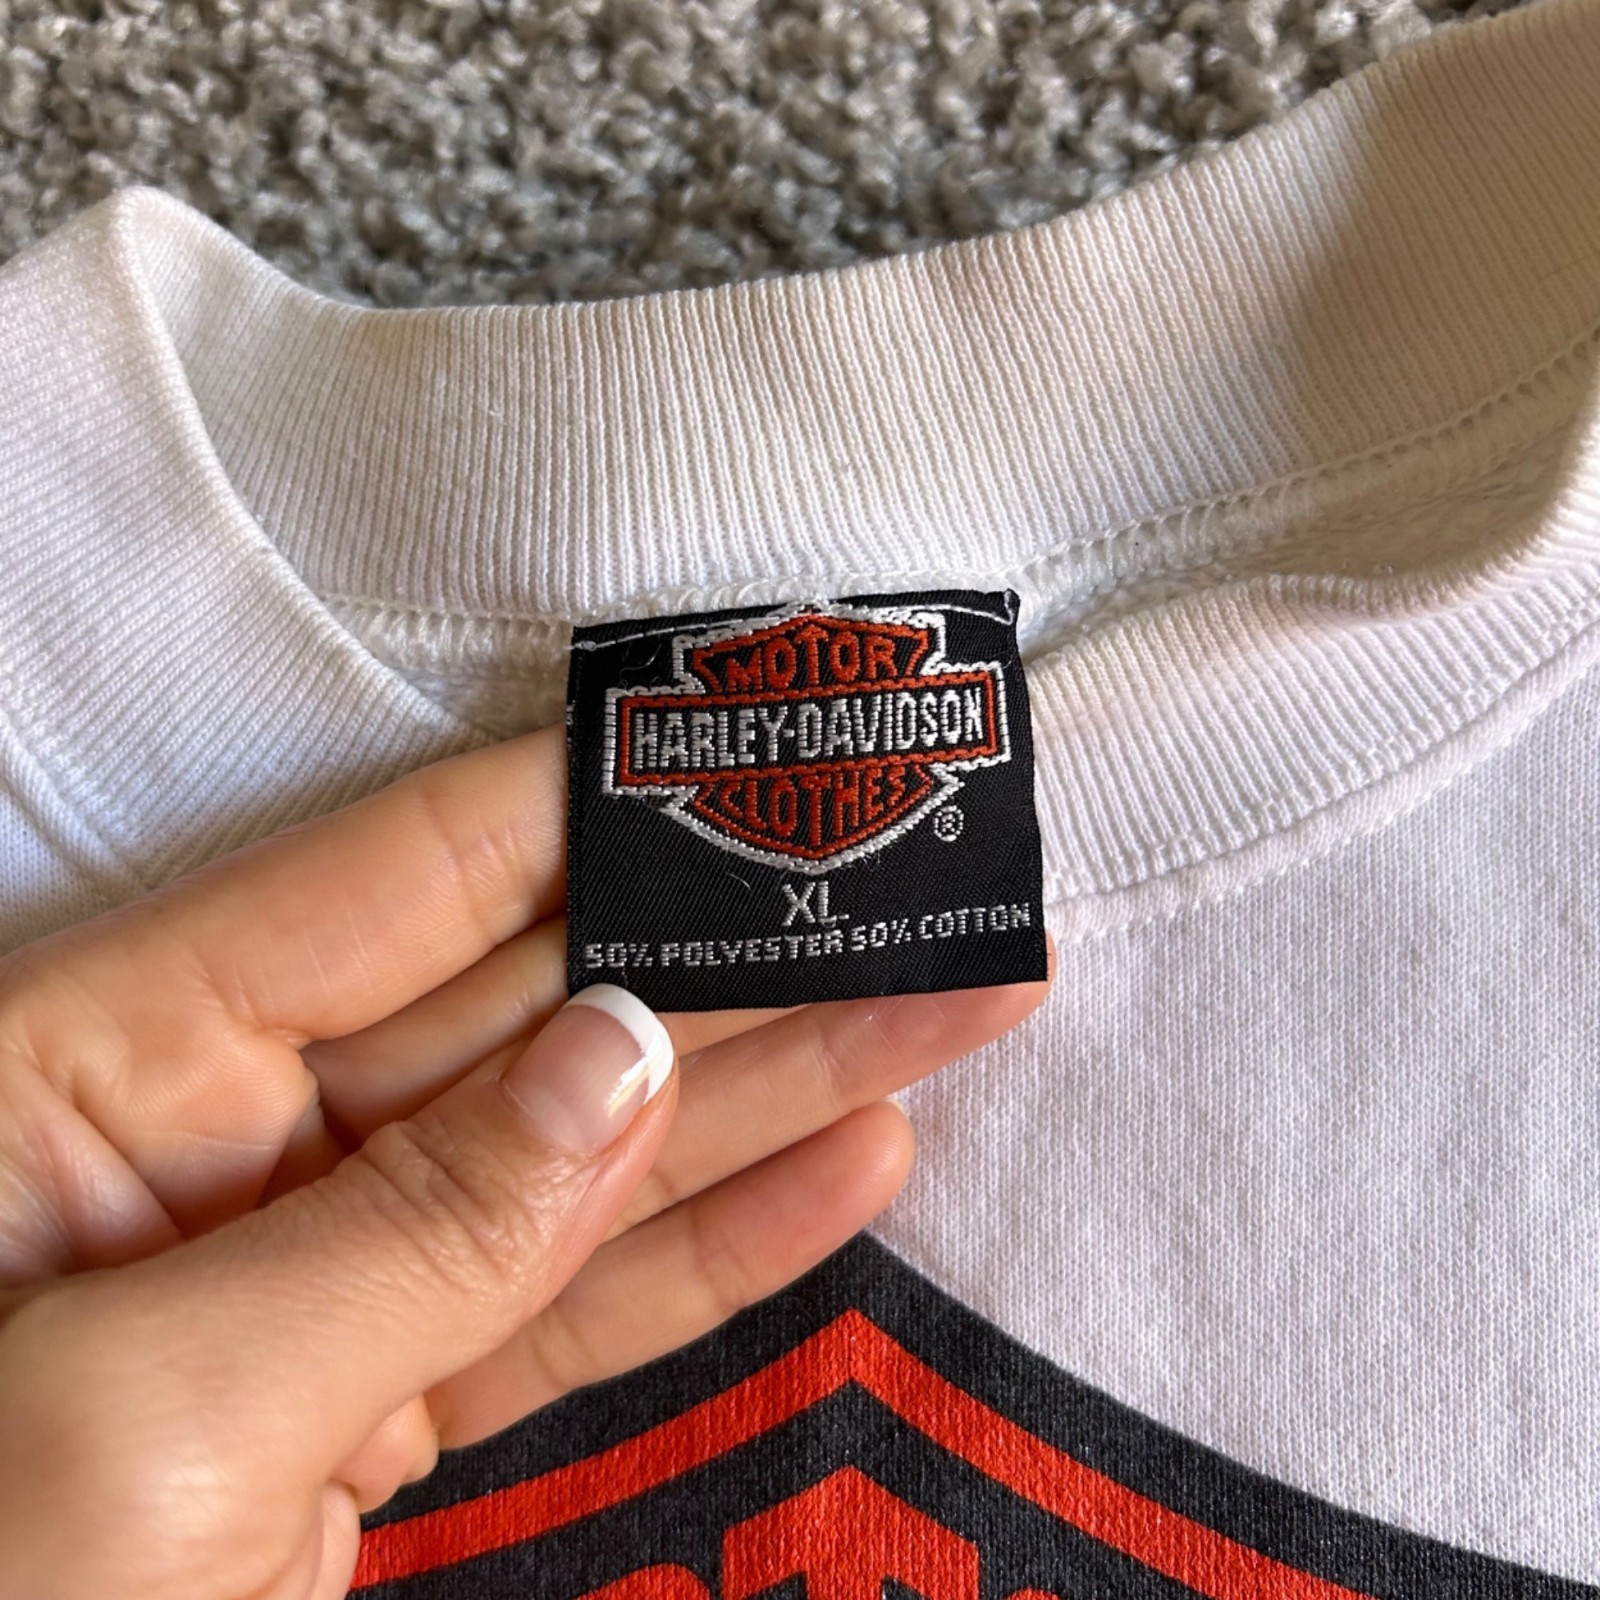 MOTOR
HARLEY-DAVIDSON
CLOTHES
®
XL
50% POLYESTER 50% COTTON